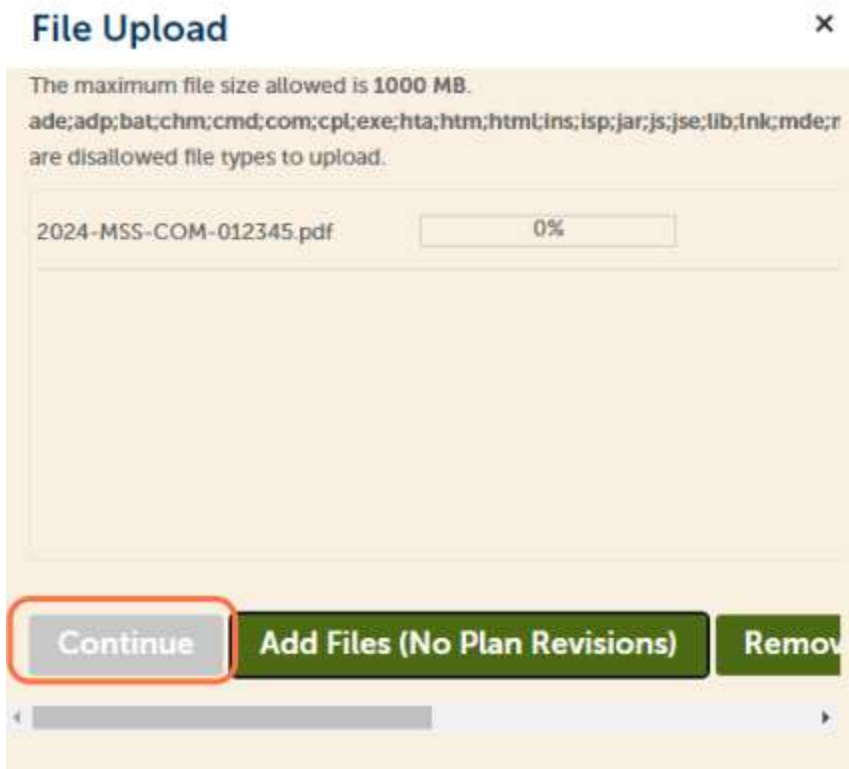 File Upload ×
The maximum file size allowed is 1000 MB.
ade;adp;bat;chm;cmd;com;cpl;exe;hta;htm;html;ins;isp;jar;js;jse;lib;lnk;mde;
are disallowed file types to upload.
2024-MSS-COM-012345.pdf 0%
Continue Add Files (No Plan Revisions)